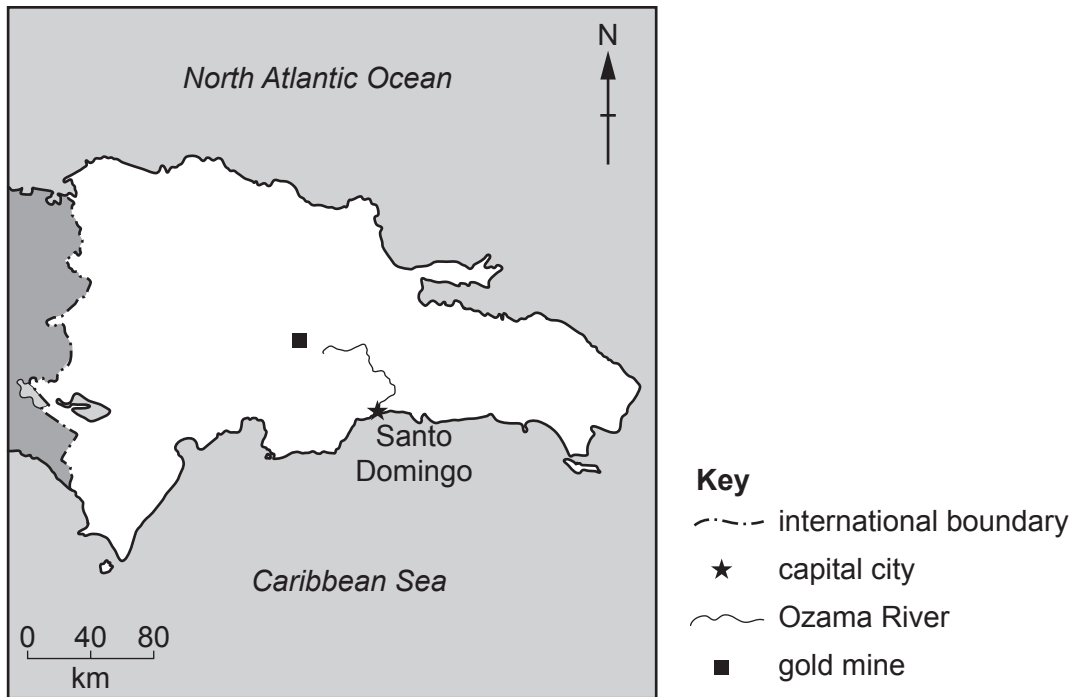 North Atlantic Ocean
N
Santo
Domingo
Caribbean Sea
0 40 80
km
Key
international boundary
capital city
Ozama River
gold mine